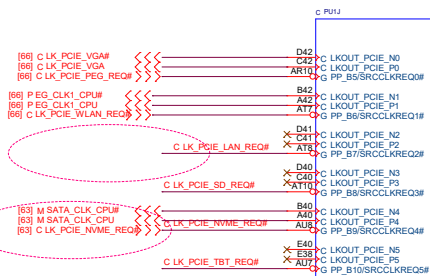 C PU1J
[66] C LK_PCIE_VGA# D42 C LKOUT_PCIE_N0
[66] C LK_PCIE_VGA C42 C LKOUT_PCIE_P0
[66] C LK_PCIE_PEG_REQ# AR10 G PP_B5/SRCCLKREQ0#
[66] P EG_CLK1_CPU# B42 C LKOUT_PCIE_N1
[66] P EG_CLK1_CPU A42 C LKOUT_PCIE_P1
[66] C LK_PCIE_WLAN_REQ# AT7 G PP_B6/SRCCLKREQ1#
D41 C LKOUT_PCIE_N2
C41 C LKOUT_PCIE_P2
C LK_PCIE_LAN_REQ# AT8 G PP_B7/SRCCLKREQ2#
D40 C LKOUT_PCIE_N3
C40 C LKOUT_PCIE_P3
C LK_PCIE_SD_REQ# AT10 G PP_B8/SRCCLKREQ3#
[63] M SATA_CLK_CPU# B40 C LKOUT_PCIE_N4
[63] M SATA_CLK_CPU A40 C LKOUT_PCIE_P4
[63] C LK_PCIE_NVME_REQ# C LK_PCIE_NVME_REQ# AU8 G PP_B9/SRCCLKREQ4#
E40 C LKOUT_PCIE_N5
E38 C LKOUT_PCIE_P5
C LK_PCIE_TBT_REQ# AU7 G PP_B10/SRCCLKREQ5#